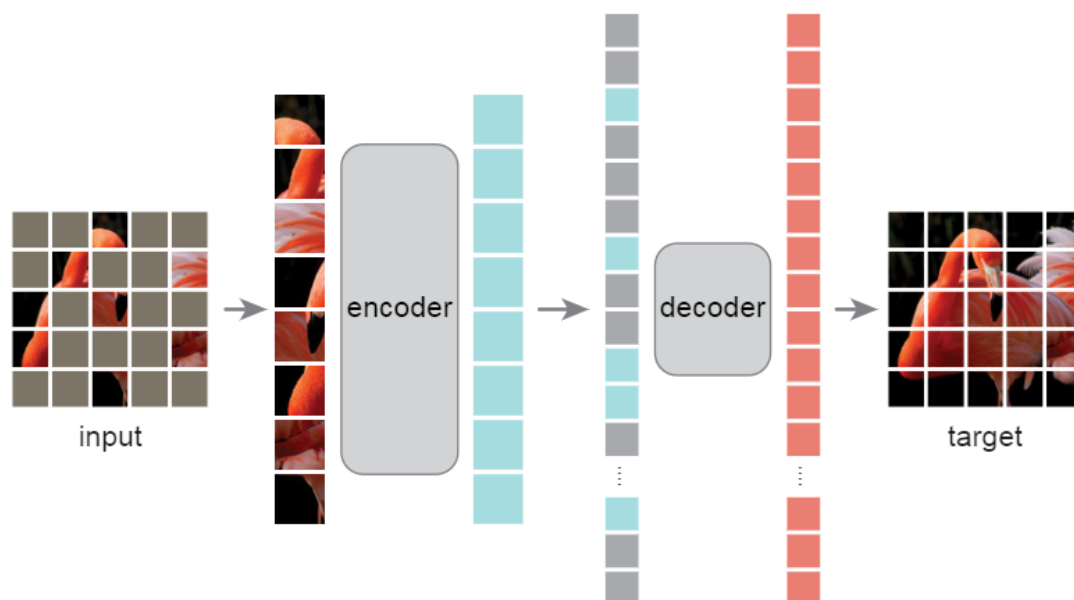 input
encoder
decoder
target